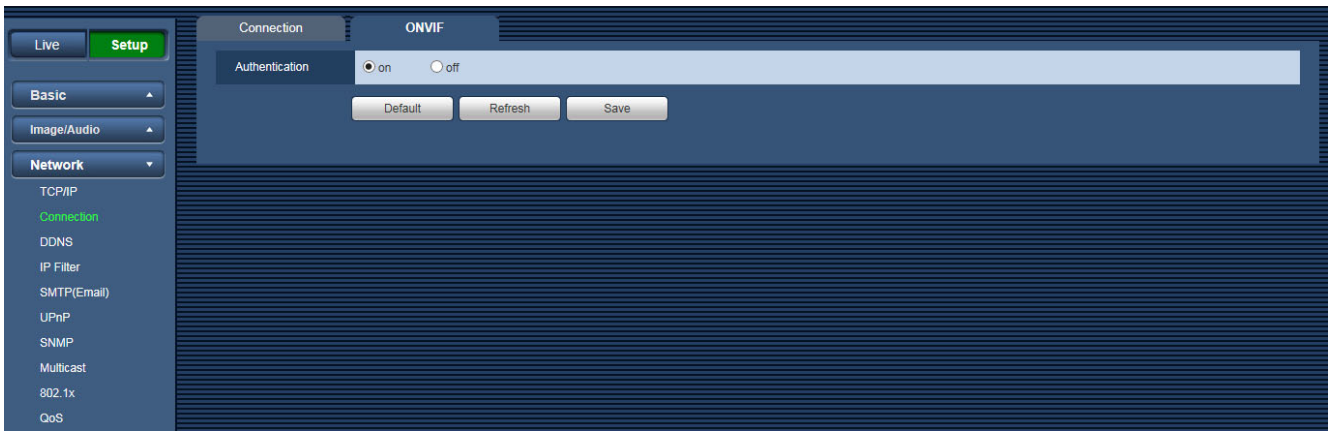 Live Setup
Basic
Image/Audio
Network
TCP/IP
Connection
DDNS
IP Filter
SMTP(Email)
UPnP
SNMP
Multicast
802.1x
QoS
Connection ONVIF
Authentication on off
Default Refresh Save